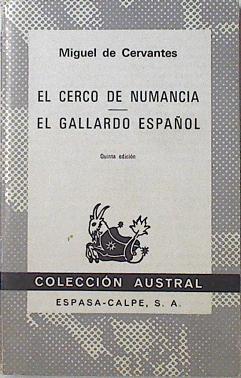 Miguel de Cervantes
EL CERCO DE NUMANCIA
EL GALLARDO ESPAÑOL
Quinta edición
COLECCIÓN AUSTRAL
ESPASA-CALPE, S. A.